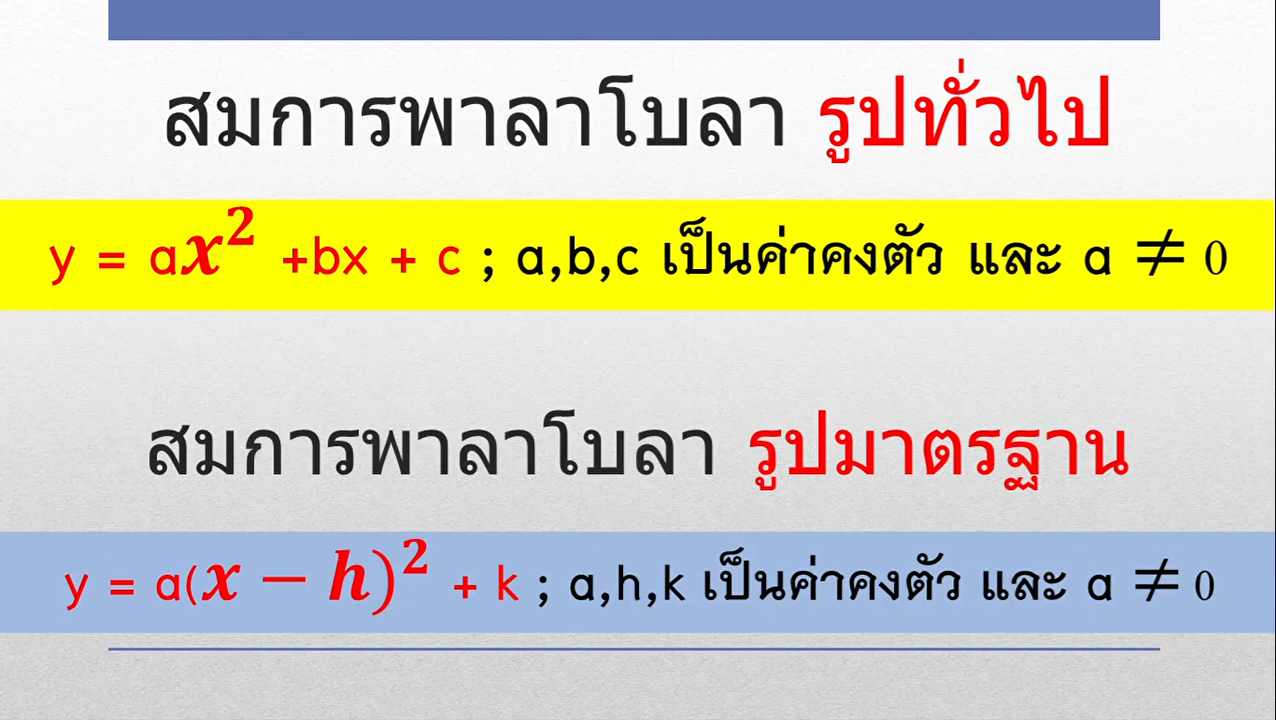 สมการพาลาโบลา รูปทั่วไป
y = ax² +bx + c ; a,b,c เป็นค่าคงตัว และ a ≠ 0
สมการพาลาโบลา รูปมาตรฐาน
y = a(x − h)² + k ; a,h,k เป็นค่าคงตัว และ a ≠ 0